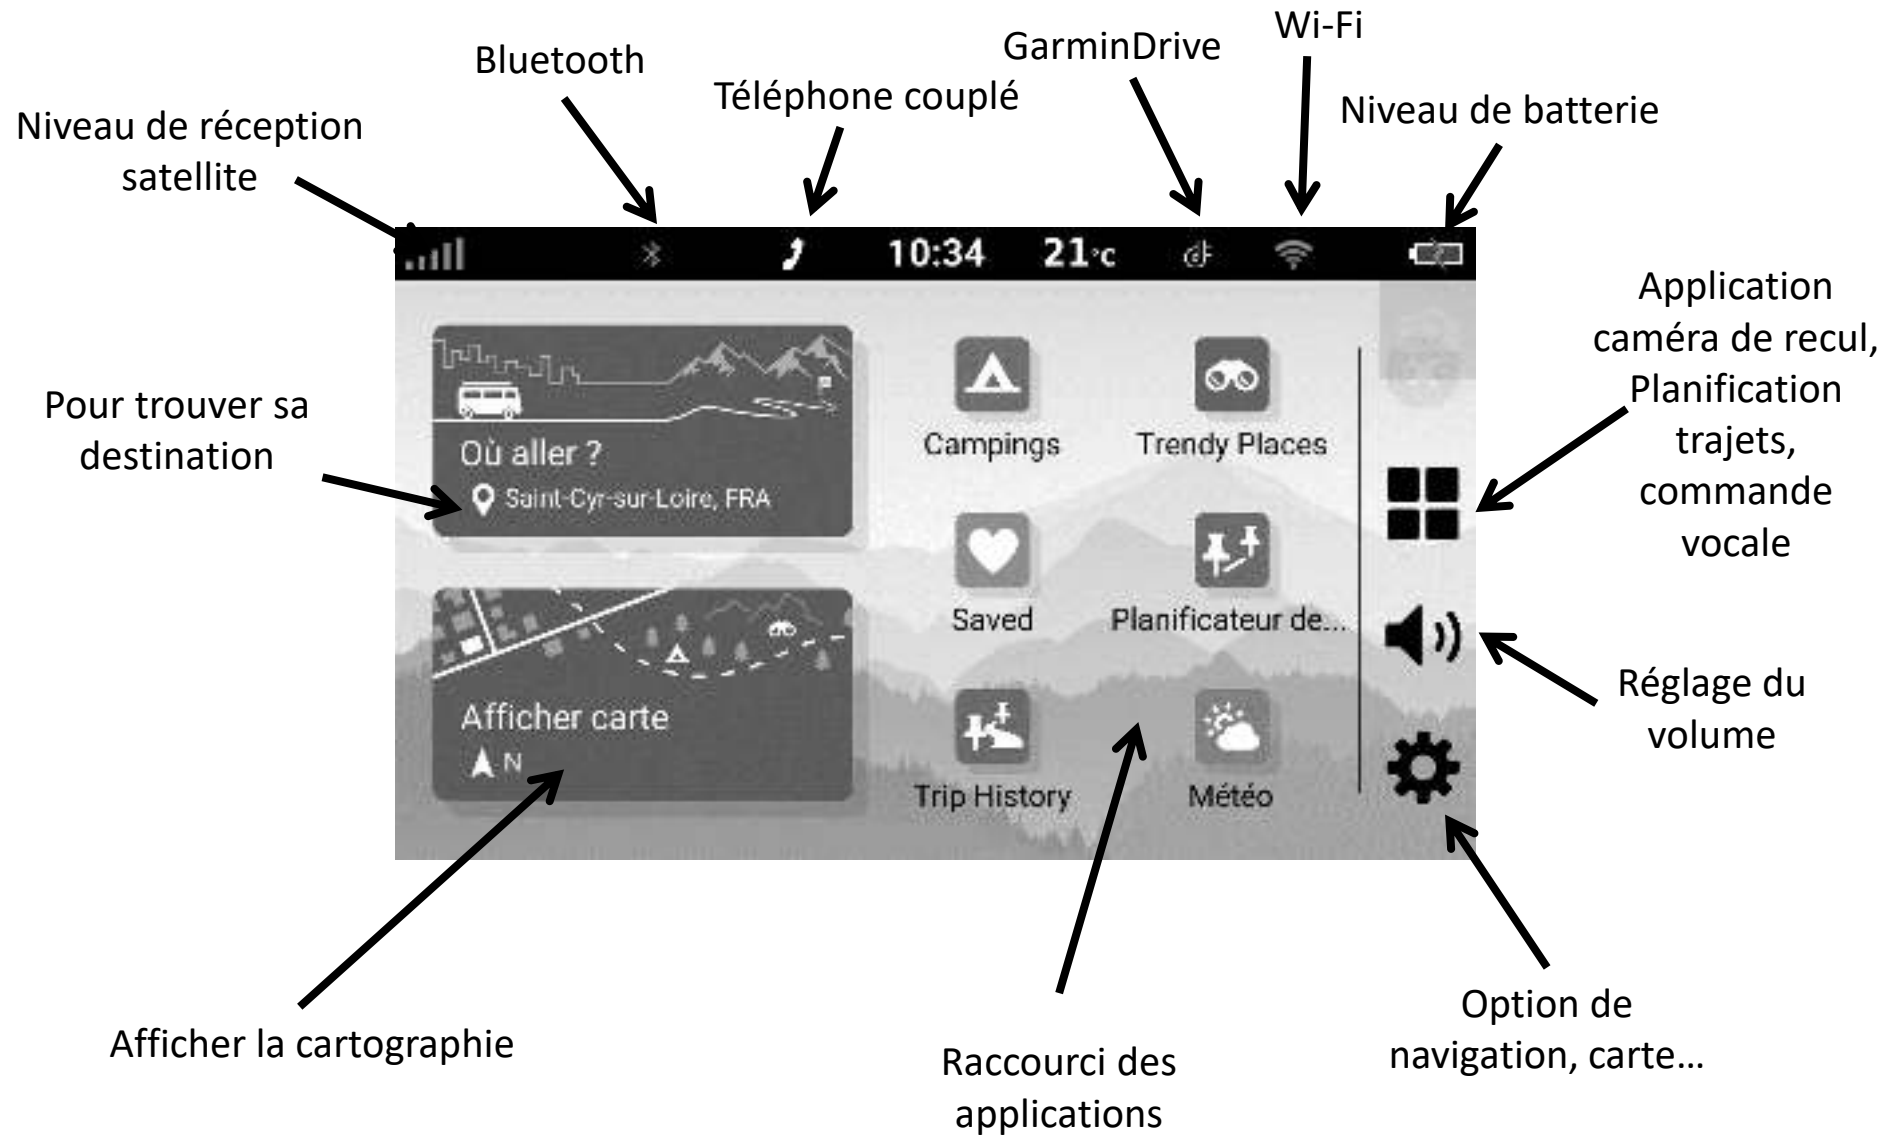 Wi-Fi
Bluetooth
GarminDrive
Téléphone couplé
Niveau de batterie
Niveau de réception
satellite
10:34
21°C
Application
caméra de recul,
Planification
trajets,
commande
vocale
Pour trouver sa
destination
Où aller ?
Saint-Cyr-sur-Loire, FRA
Campings
Trendy Places
Saved
Planificateur de...
Afficher carte
N
Trip History
Météo
Réglage du
volume
Afficher la cartographie
Raccourci des
applications
Option de
navigation, carte...